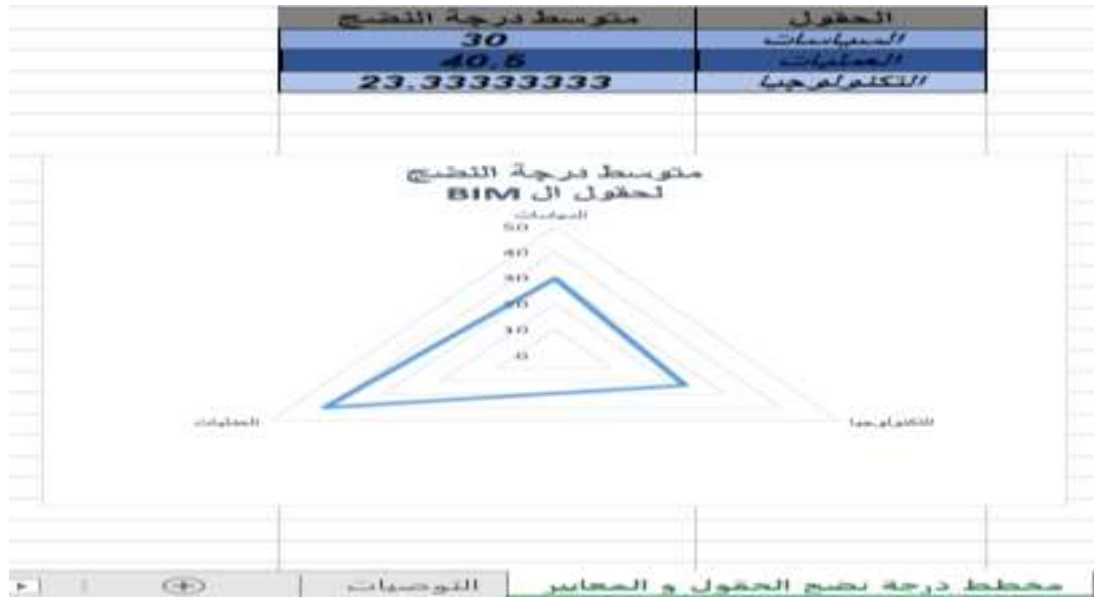 الحقول متوسط درجة النضج
السياسات 30
العمليات 40.5
التكنولوجيا 23.33333333
متوسط درجة النضج
لحقول ال BIM
السياسات
50
40
30
20
10
0
العمليات
التكنولوجيا
مخطط درجة نضج الحقول و المعايير التوصيات